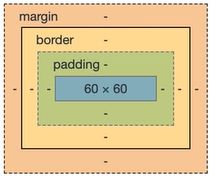 margin -
border -
padding -
- - - 60 × 60 - - -
-
-
-